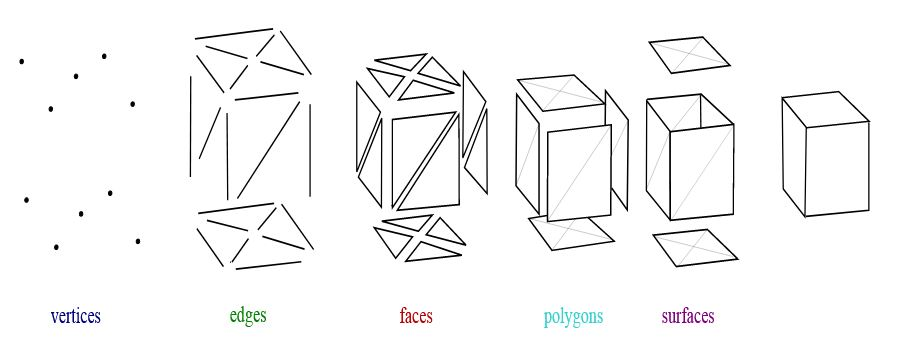 vertices
edges
faces
polygons
surfaces